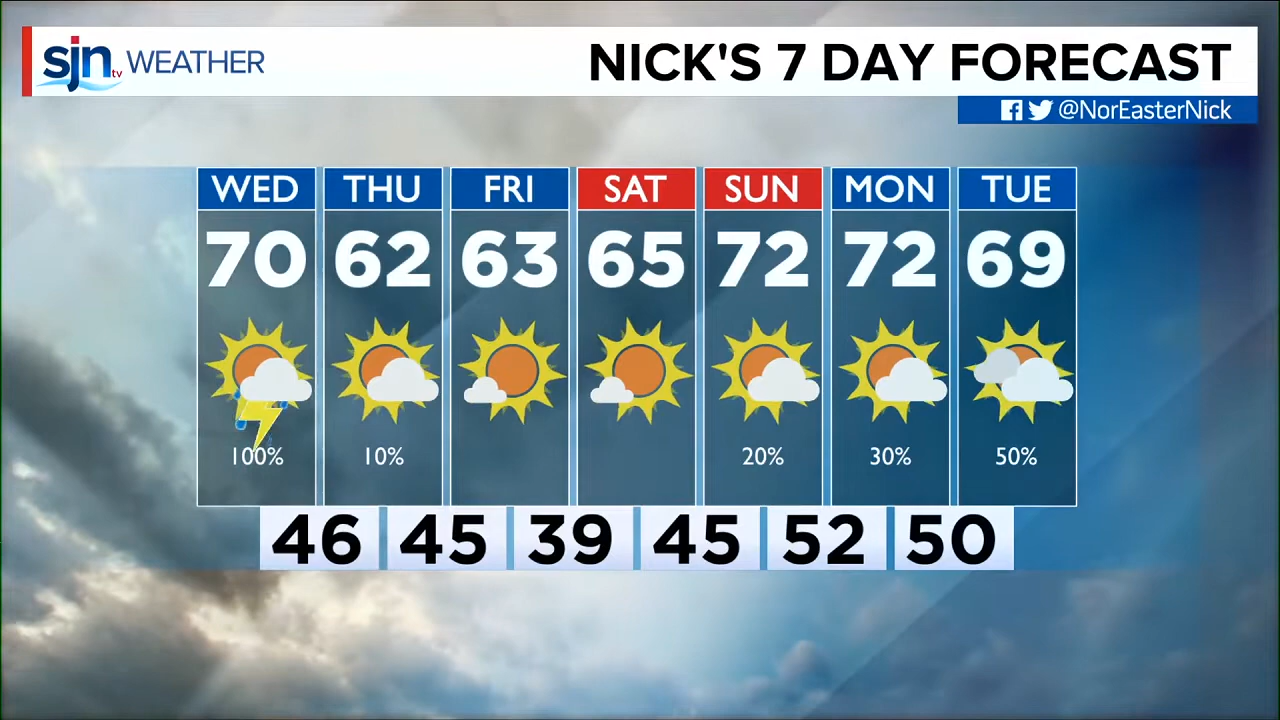 sjn tv WEATHER
NICK'S 7 DAY FORECAST
@NorEasterNick
WED THU FRI SAT SUN MON TUE
70 62 63 65 72 72 69
100% 10% 20% 30% 50%
46 45 39 45 52 50